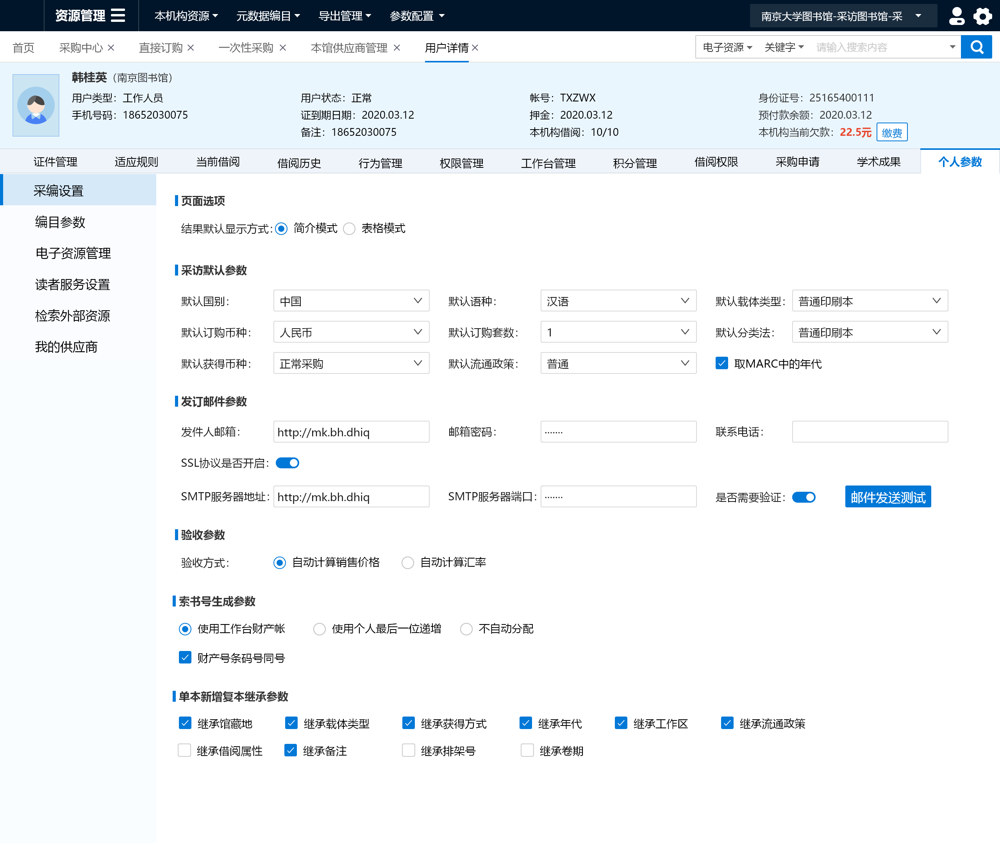 资源管理 本机构资源 元数据编目 导出管理 参数配置 南京大学图书馆-采访图书馆-采
首页 采购中心 直接订购 一次性采购 本馆供应商管理 用户详情 电子资源 关键字 请输入搜索内容
韩桂英（南京图书馆）
用户类型：工作人员 用户状态：正常 帐号：TXZWX 身份证号：25165400111
手机号码：18652030075 证到期日期：2020.03.12 押金：2020.03.12 预付款余额：2020.03.12
备注：18652030075 本机构借阅：10/10 本机构当前欠款：22.5元 缴费
证件管理 适应规则 当前借阅 借阅历史 行为管理 权限管理 工作台管理 积分管理 借阅权限 采购申请 学术成果 个人参数
采编设置
编目参数
电子资源管理
读者服务设置
检索外部资源
我的供应商
页面选项
结果默认显示方式： 简介模式 表格模式
采访默认参数
默认国别： 中国 默认语种： 汉语 默认载体类型： 普通印刷本
默认订购币种： 人民币 默认订购套数： 1 默认分类法： 普通印刷本
默认获得币种： 正常采购 默认流通政策： 普通 取MARC中的年代
发订邮件参数
发件人邮箱： http://mk.bh.dhiq 邮箱密码： ······· 联系电话：
SSL协议是否开启：
SMTP服务器地址： http://mk.bh.dhiq SMTP服务器端口： ······· 是否需要验证： 邮件发送测试
验收参数
验收方式： 自动计算销售价格 自动计算汇率
索书号生成参数
使用工作台财产帐 使用个人最后一位递增 不自动分配
财产号条码号同号
单本新增复本继承参数
继承馆藏地 继承载体类型 继承获得方式 继承年代 继承工作区 继承流通政策
继承借阅属性 继承备注 继承排架号 继承卷期